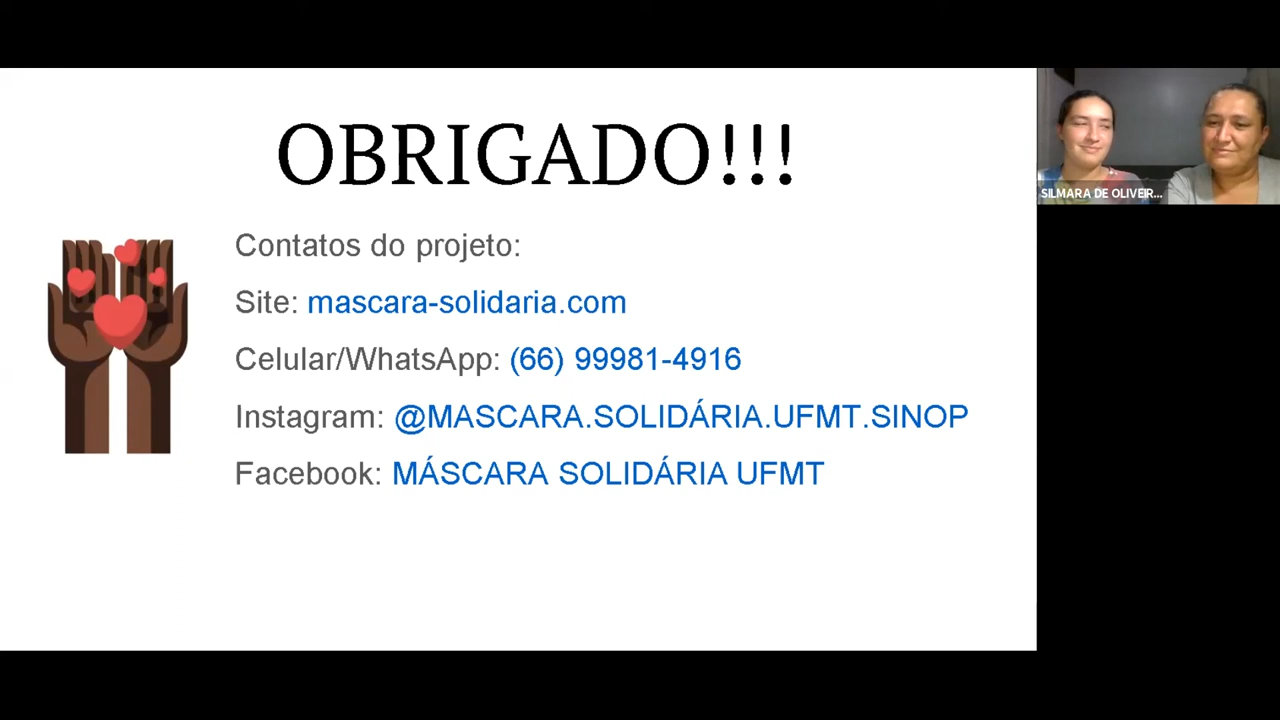 OBRIGADO!!!
Contatos do projeto:
Site: mascara-solidaria.com
Celular/WhatsApp: (66) 99981-4916
Instagram: @MASCARA.SOLIDÁRIA.UFMT.SINOP
Facebook: MÁSCARA SOLIDÁRIA UFMT
SILMARA DE OLIVEIR...